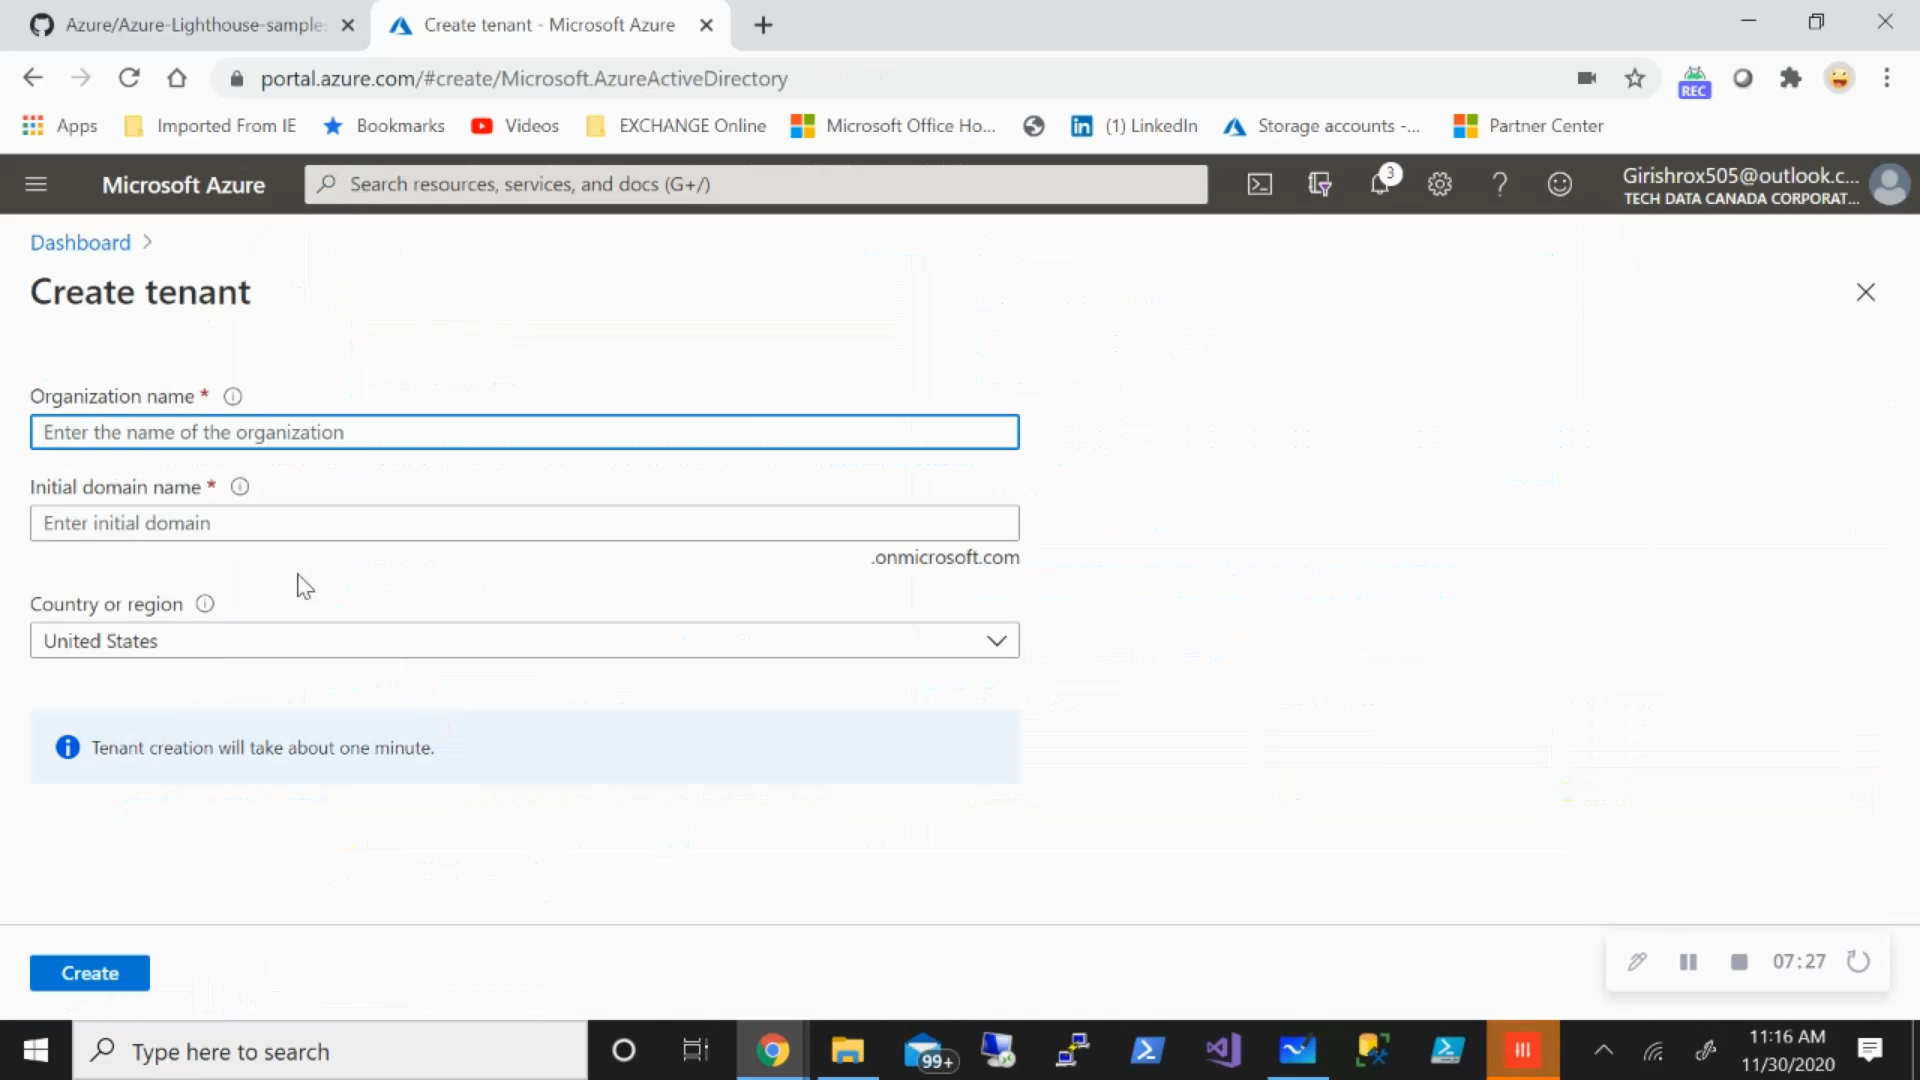 Azure/Azure-Lighthouse-sample
Create tenant - Microsoft Azure
portal.azure.com/#create/Microsoft.AzureActiveDirectory
REC
Apps
Imported From IE
Bookmarks
Videos
EXCHANGE Online
Microsoft Office Ho...
(1) LinkedIn
Storage accounts -...
Partner Center
Microsoft Azure
Search resources, services, and docs (G+/)
3
Girishrox505@outlook.c...
TECH DATA CANADA CORPORAT...
Dashboard >
Create tenant
Organization name *
Enter the name of the organization
Initial domain name *
Enter initial domain
.onmicrosoft.com
Country or region
United States
Tenant creation will take about one minute.
Create
07:27
Type here to search
99+
11:16 AM
11/30/2020